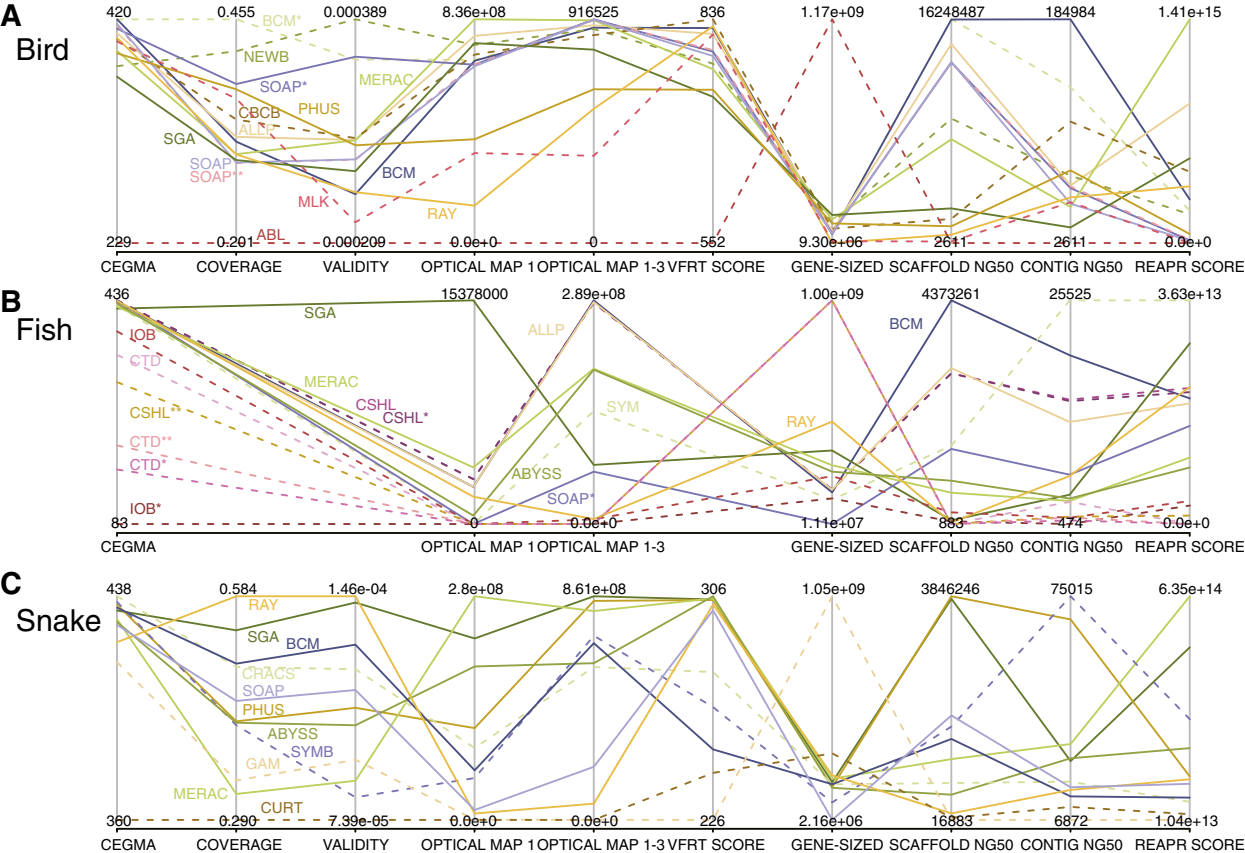 A
Bird
420 0.455 0.000389 8.36e+08 916525 836 1.17e+09 16248487 184984 1.41e+15
BCM*
NEWB
SOAP*
MERAC
CBCB
PHUS
ALLP
SGA
SOAP
SOAP**
BCM
MLK
RAY
ABL
229 0.201 0.000209 0.0e+0 0 552 9.30e+06 2611 2611 0.0e+0
CEGMA COVERAGE VALIDITY OPTICAL MAP 1 OPTICAL MAP 1-3 VFRT SCORE GENE-SIZED SCAFFOLD NG50 CONTIG NG50 REAPR SCORE
B
Fish
436 15378000 2.89e+08 1.00e+09 4373261 25525 3.63e+13
SGA
ALLP
BCM
IOB
CTD
MERAC
CSHL
CSHL*
CSHL**
SYM
RAY
CTD**
CTD*
ABYSS
SOAP*
IOB*
83 0 0.0e+0 1.11e+07 883 474 0.0e+0
CEGMA OPTICAL MAP 1 OPTICAL MAP 1-3 GENE-SIZED SCAFFOLD NG50 CONTIG NG50 REAPR SCORE
C
Snake
438 0.584 1.46e-04 2.8e+08 8.61e+08 306 1.05e+09 3846246 75015 6.35e+14
RAY
SGA
BCM
CHACS
SOAP
PHUS
ABYSS
SYMB
GAM
MERAC
CURT
360 0.290 7.39e-05 0.0e+0 0.0e+0 226 2.16e+06 16883 6872 1.04e+13
CEGMA COVERAGE VALIDITY OPTICAL MAP 1 OPTICAL MAP 1-3 VFRT SCORE GENE-SIZED SCAFFOLD NG50 CONTIG NG50 REAPR SCORE